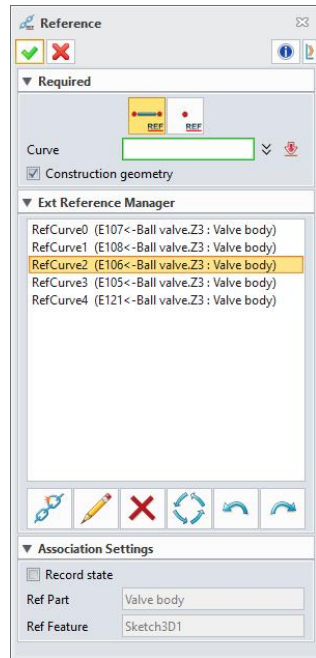 Reference
Required
REF REF
Curve
Construction geometry
Ext Reference Manager
RefCurve0 (E107<-Ball valve.Z3 : Valve body)
RefCurve1 (E108<-Ball valve.Z3 : Valve body)
RefCurve2 (E106<-Ball valve.Z3 : Valve body)
RefCurve3 (E105<-Ball valve.Z3 : Valve body)
RefCurve4 (E121<-Ball valve.Z3 : Valve body)
Association Settings
Record state
Ref Part Valve body
Ref Feature Sketch3D1